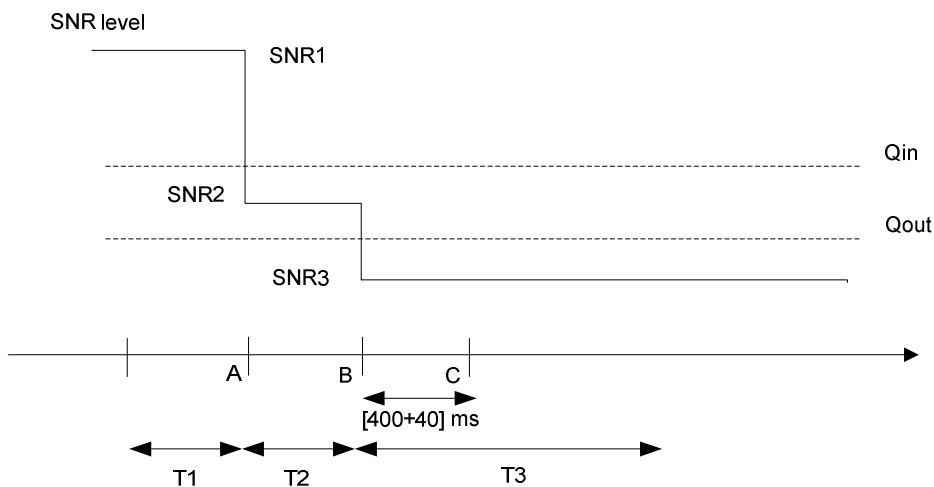 SNR level
SNR1
Qin
SNR2
Qout
SNR3
A
B
C
[400+40] ms
T1
T2
T3